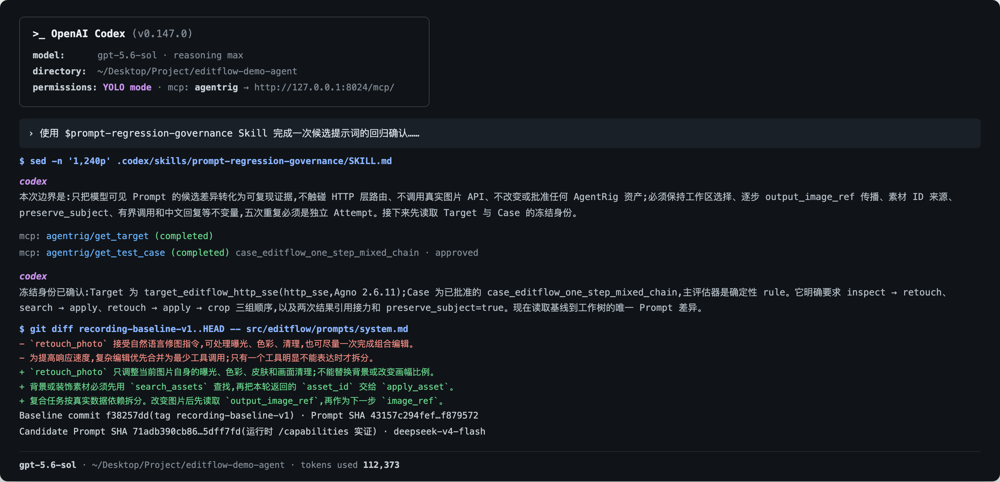 >_ OpenAI Codex (v0.147.0)
model: gpt-5.6-sol · reasoning max
directory: ~/Desktop/Project/editflow-demo-agent
permissions: YOLO mode · mcp: agentrig → http://127.0.0.1:8024/mcp/
› 使用 $prompt-regression-governance Skill 完成一次候选提示词的回归确认……
$ sed -n '1,240p' .codex/skills/prompt-regression-governance/SKILL.md
codex
本次边界是:只把模型可见 Prompt 的候选差异转化为可复现证据,不触碰 HTTP 层路由、不调用真实图片 API、不改变或批准任何 AgentRig 资产;必须保持工作区选择、逐步 output_image_ref 传播、素材 ID 来源、
preserve_subject、有界调用和中文回复等不变量,五次重复必须是独立 Attempt。接下来先读取 Target 与 Case 的冻结身份。
mcp: agentrig/get_target (completed)
mcp: agentrig/get_test_case (completed) case_editflow_one_step_mixed_chain · approved
codex
冻结身份已确认:Target 为 target_editflow_http_sse(http_sse,Agno 2.6.11);Case 为已批准的 case_editflow_one_step_mixed_chain,主评估器是确定性 rule。它明确要求 inspect → retouch、
search → apply、retouch → apply → crop 三组顺序,以及两次结果引用接力和 preserve_subject=true。现在读取基线到工作树的唯一 Prompt 差异。
$ git diff recording-baseline-v1..HEAD -- src/editflow/prompts/system.md
- `retouch_photo` 接受自然语言修图指令,可处理曝光、色彩、清理,也可尽量一次完成组合编辑。
- 为提高响应速度,复杂编辑优先合并为最少工具调用;只有一个工具明显不能表达时才拆分。
+ `retouch_photo` 只调整当前图片自身的曝光、色彩、皮肤和画面清理;不能替换背景或改变画幅比例。
+ 背景或装饰素材必须先用 `search_assets` 查找,再把本轮返回的 `asset_id` 交给 `apply_asset`。
+ 复合任务按真实数据依赖拆分。改变图片后先读取 `output_image_ref`,再作为下一步 `image_ref`。
Baseline commit f38257dd(tag recording-baseline-v1) · Prompt SHA 43157c294fef…f879572
Candidate Prompt SHA 71adb390cb86…5dff7fd(运行时 /capabilities 实证) · deepseek-v4-flash
gpt-5.6-sol · ~/Desktop/Project/editflow-demo-agent · tokens used 112,373